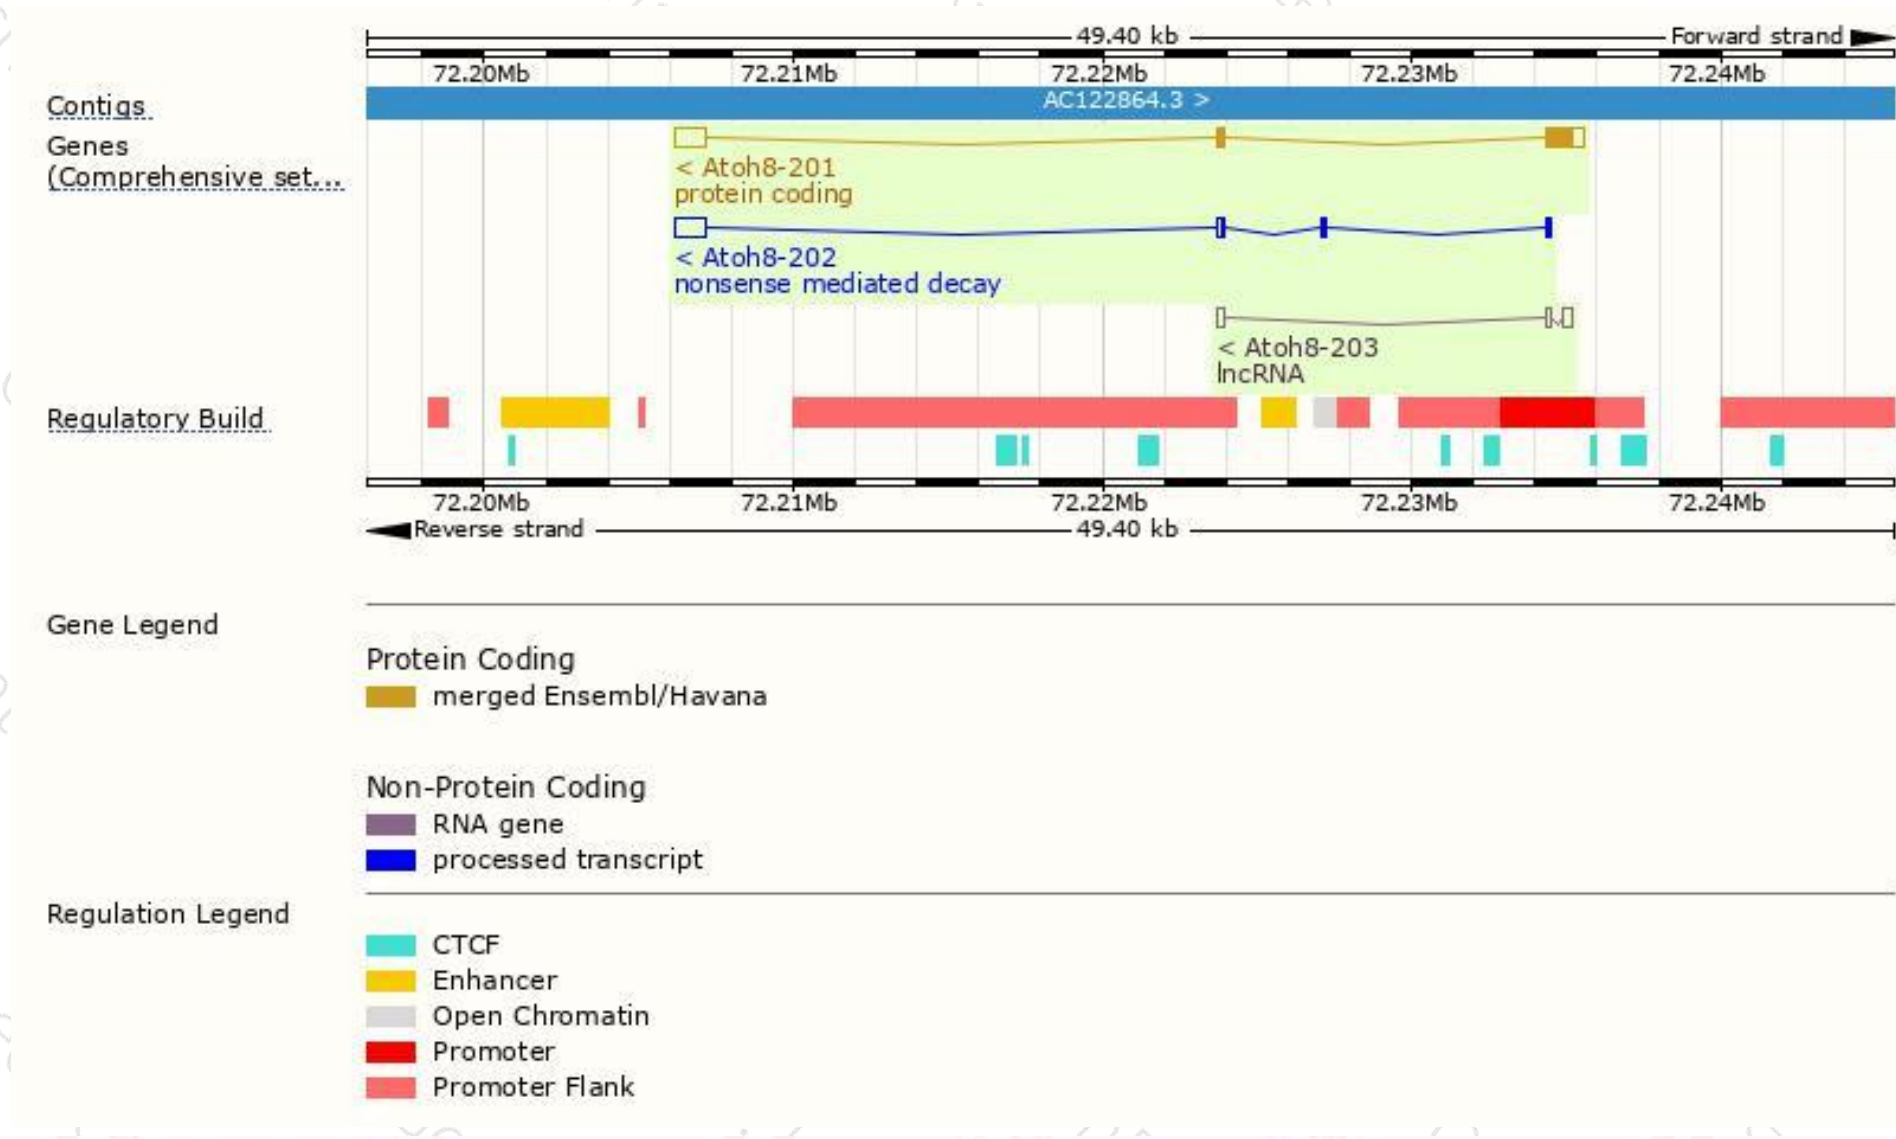 49.40 kb Forward strand
72.20Mb 72.21Mb 72.22Mb 72.23Mb 72.24Mb
Contigs AC122864.3 >
Genes
(Comprehensive set...
< Atoh8-201
protein coding
< Atoh8-202
nonsense mediated decay
< Atoh8-203
lncRNA
Regulatory Build
72.20Mb 72.21Mb 72.22Mb 72.23Mb 72.24Mb
Reverse strand 49.40 kb
Gene Legend
Protein Coding
merged Ensembl/Havana
Non-Protein Coding
RNA gene
processed transcript
Regulation Legend
CTCF
Enhancer
Open Chromatin
Promoter
Promoter Flank